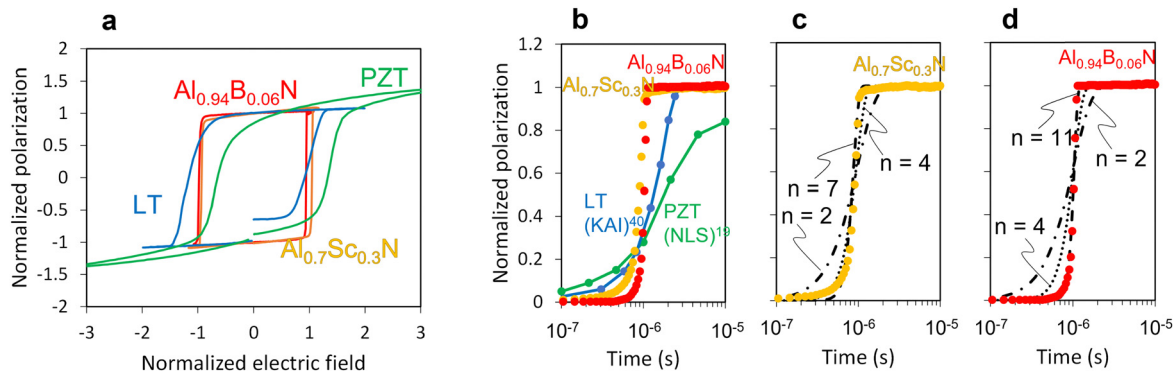 a
Normalized polarization
2
1.5
1
0.5
0
-0.5
-1
-1.5
-2
-3
-2
-1
0
1
2
3
Normalized electric field
Al0.94B0.06N
PZT
LT
Al0.7Sc0.3N
b
Normalized polarization
1.2
1
0.8
0.6
0.4
0.2
0
10-7
10-6
10-5
Time (s)
Al0.94B0.06N
Al0.7Sc0.3N
LT
(KAI)40
PZT
(NLS)19
c
Al0.7Sc0.3N
n = 4
n = 7
n = 2
10-7
10-6
10-5
Time (s)
d
Al0.94B0.06N
n = 11
n = 2
n = 4
10-7
10-6
10-5
Time (s)